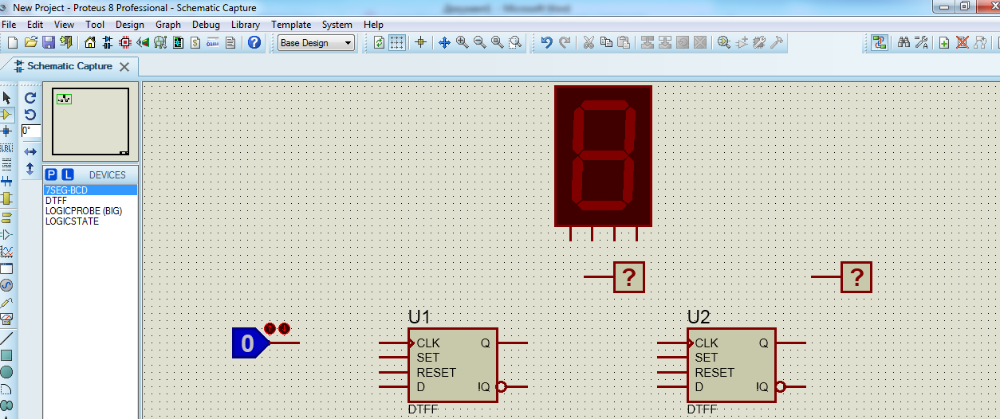 New Project - Proteus 8 Professional - Schematic Capture
File Edit View Tool Design Graph Debug Library Template System Help
Base Design
Schematic Capture
0°
LBL
P L DEVICES
7SEG-BCD
DTFF
LOGICPROBE (BIG)
LOGICSTATE
? ?
U1 U2
0
CLK Q CLK Q
SET SET
RESET RESET
D !Q D !Q
DTFF DTFF